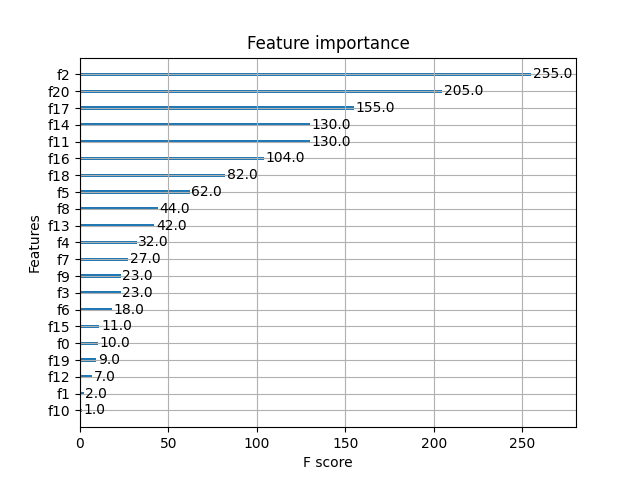 Feature importance
f2 255.0
f20 205.0
f17 155.0
f14 130.0
f11 130.0
f16 104.0
f18 82.0
f5 62.0
f8 44.0
f13 42.0
f4 32.0
f7 27.0
f9 23.0
f3 23.0
f6 18.0
f15 11.0
f0 10.0
f19 9.0
f12 7.0
f1 2.0
f10 1.0
Features
0 50 100 150 200 250
F score